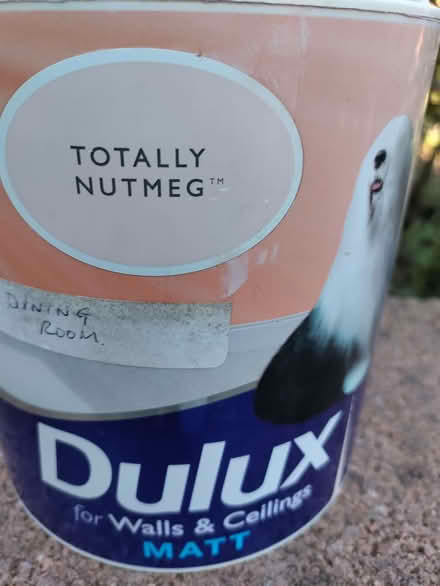 TOTALLY
NUTMEG™
DINING
ROOM.
Dulux
for Walls & Ceilings
MATT